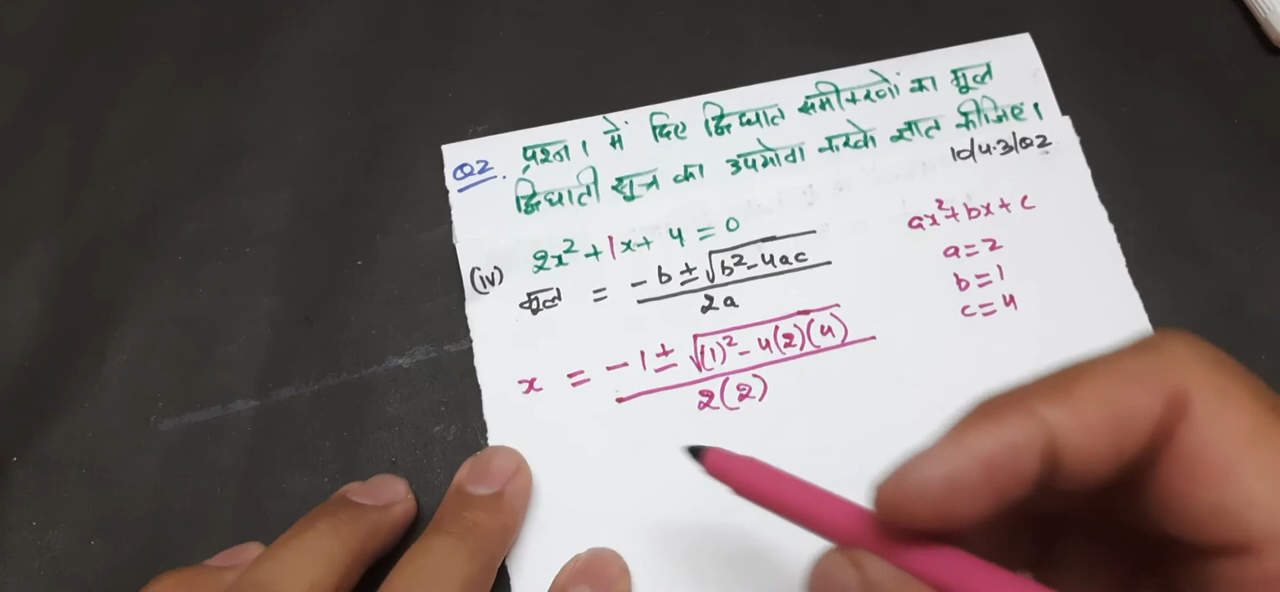 Q2. प्रश्न 1 में दिए द्विघात समीकरणों का मूल
द्विघाती सूत्र का उपयोग करके ज्ञात कीजिए।
10/4.3/Q2
(iv) 2x²+1x+4=0
मूल = -b±√b²-4ac / 2a
ax²+bx+c
a=2
b=1
c=4
x = -1±√(1)²-4(2)(4) / 2(2)